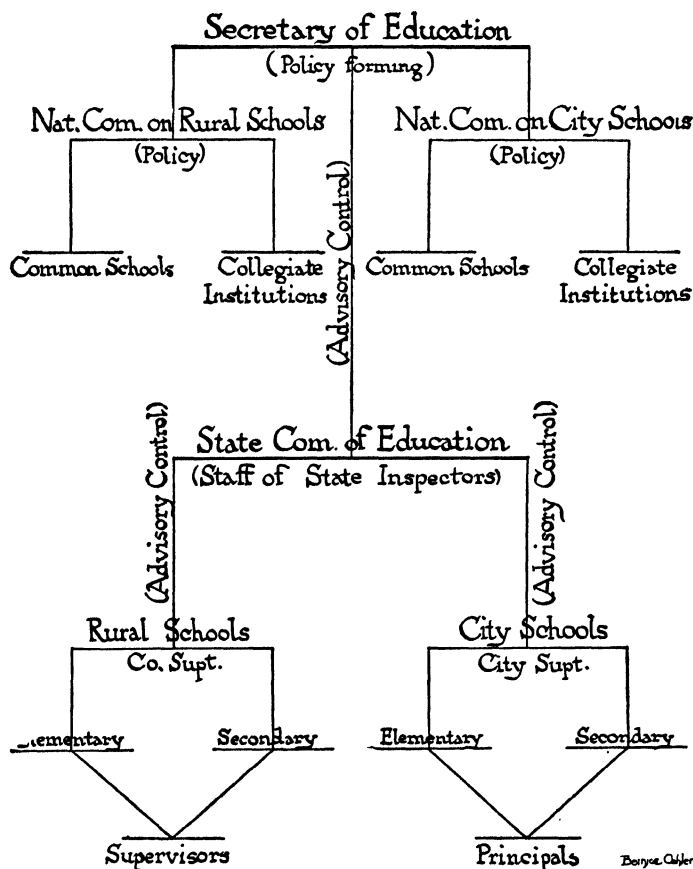 Secretary of Education
(Policy forming)
Nat. Com. on Rural Schools
Nat. Com. on City Schools
(Policy)
(Policy)
(Advisory Control)
Common Schools
Collegiate
Institutions
Common Schools
Collegiate
Institutions
State Com. of Education
(Staff of State Inspectors)
(Advisory Control)
(Advisory Control)
Rural Schools
City Schools
Co. Supt.
City Supt.
Elementary
Secondary
Elementary
Secondary
Supervisors
Principals